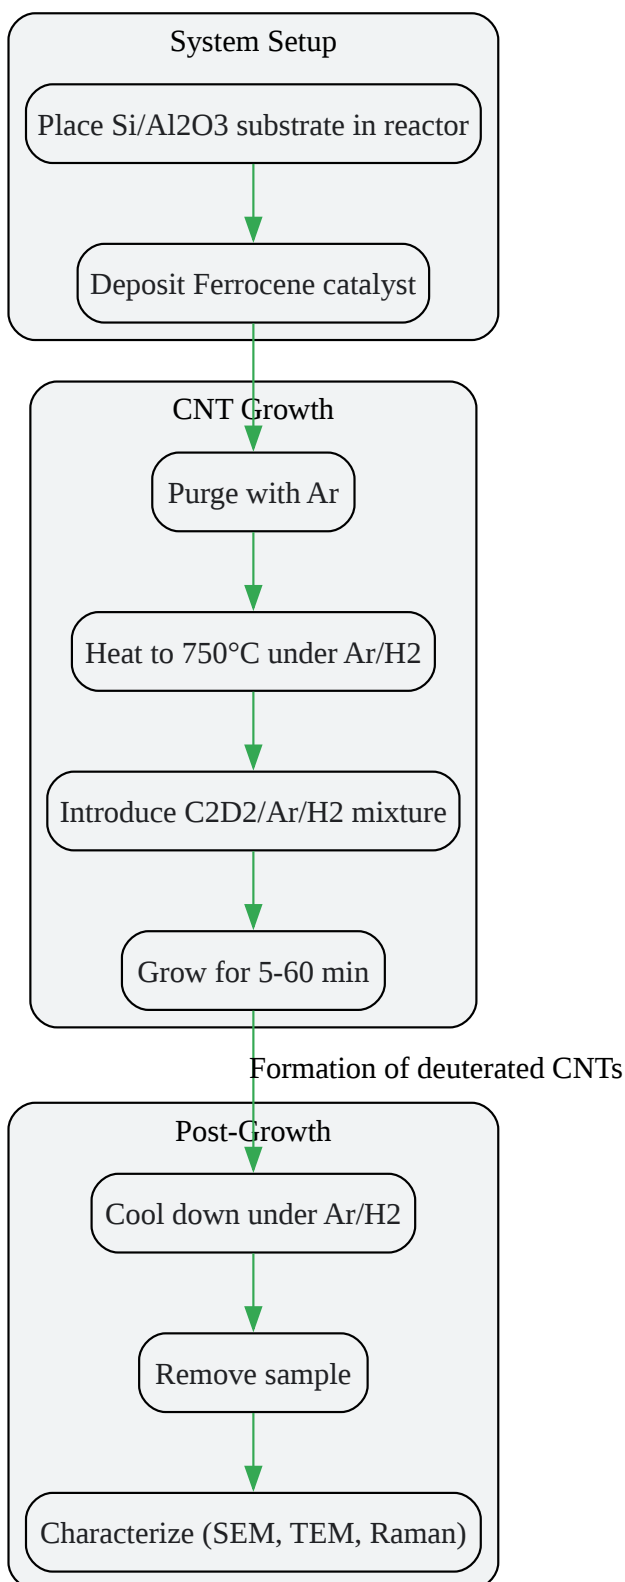 System Setup
Place Si/Al2O3 substrate in reactor
Deposit Ferrocene catalyst
CNT Growth
Purge with Ar
Heat to 750°C under Ar/H2
Introduce C2D2/Ar/H2 mixture
Grow for 5-60 min
Formation of deuterated CNTs
Post-Growth
Cool down under Ar/H2
Remove sample
Characterize (SEM, TEM, Raman)